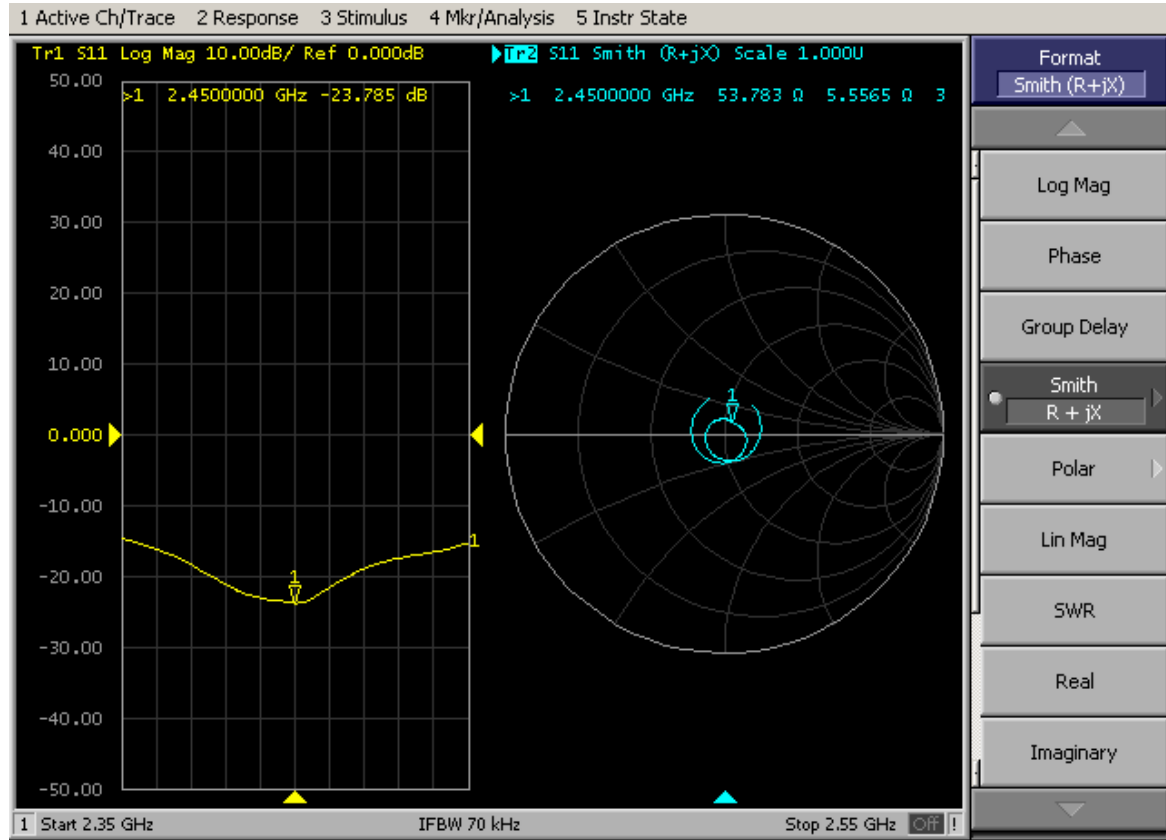 1 Active Ch/Trace 2 Response 3 Stimulus 4 Mkr/Analysis 5 Instr State
Tr1 S11 Log Mag 10.00dB/ Ref 0.000dB
50.00
>1 2.4500000 GHz -23.785 dB
40.00
30.00
20.00
10.00
0.000
-10.00
-20.00
-30.00
-40.00
-50.00
1
1
Tr2 S11 Smith (R+jX) Scale 1.000U
>1 2.4500000 GHz 53.783 Ω 5.5565 Ω 3
1
Format
Smith (R+jX)
Log Mag
Phase
Group Delay
Smith
R + jX
Polar
Lin Mag
SWR
Real
Imaginary
1 Start 2.35 GHz IFBW 70 kHz Stop 2.55 GHz Off !